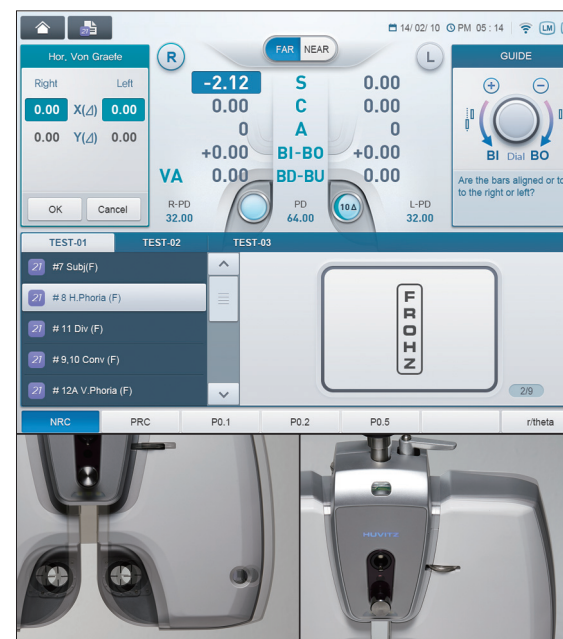 21
14/ 02/ 10 PM 05 : 14 LM
Hor. Von Graefe
Right Left
0.00 X(⊿) 0.00
0.00 Y(⊿) 0.00
OK Cancel
R FAR NEAR L
-2.12 S 0.00
0.00 C 0.00
0 A 0
+0.00 BI-BO +0.00
VA 0.00 BD-BU 0.00
R-PD PD L-PD
32.00 64.00 32.00
10⊿
GUIDE
+ −
BI Dial BO
Are the bars aligned or to
to the right or left?
TEST-01 TEST-02 TEST-03
21 #7 Subj(F)
21 # 8 H.Phoria (F)
21 # 11 Div (F)
21 # 9,10 Conv (F)
21 # 12A V.Phoria (F)
F
R
O
H
Z
2/9
NRC PRC P0.1 P0.2 P0.5 r/theta
HUVITZ